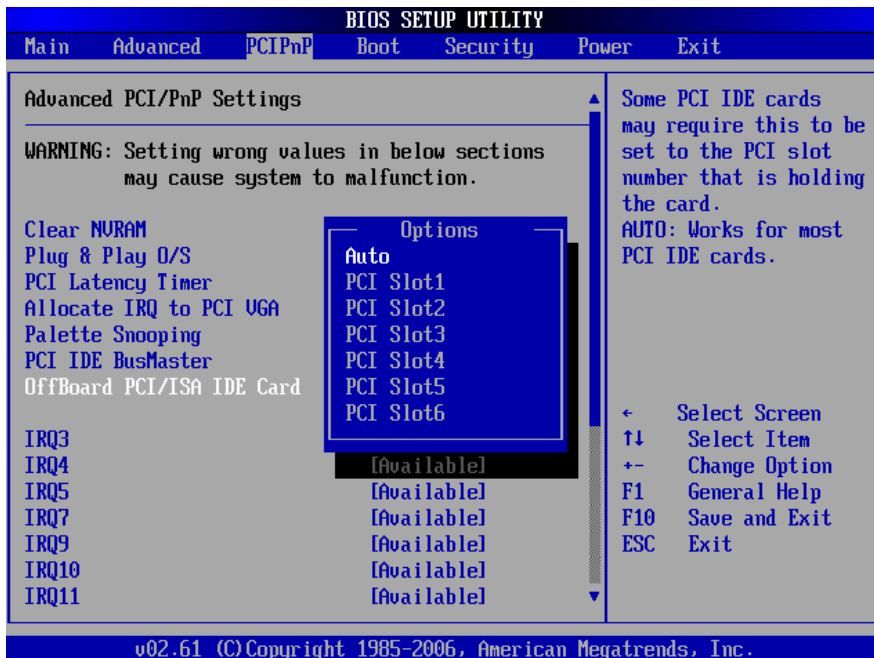 BIOS SETUP UTILITY
Main Advanced PCIPnP Boot Security Power Exit
Advanced PCI/PnP Settings
WARNING: Setting wrong values in below sections
may cause system to malfunction.
Clear NVRAM
Plug & Play O/S
PCI Latency Timer
Allocate IRQ to PCI VGA
Palette Snooping
PCI IDE BusMaster
OffBoard PCI/ISA IDE Card
IRQ3
IRQ4 [Available]
IRQ5 [Available]
IRQ7 [Available]
IRQ9 [Available]
IRQ10 [Available]
IRQ11 [Available]
Options
Auto
PCI Slot1
PCI Slot2
PCI Slot3
PCI Slot4
PCI Slot5
PCI Slot6
Some PCI IDE cards
may require this to be
set to the PCI slot
number that is holding
the card.
AUTO: Works for most
PCI IDE cards.
← Select Screen
↑↓ Select Item
+- Change Option
F1 General Help
F10 Save and Exit
ESC Exit
v02.61 (C)Copyright 1985-2006, American Megatrends, Inc.